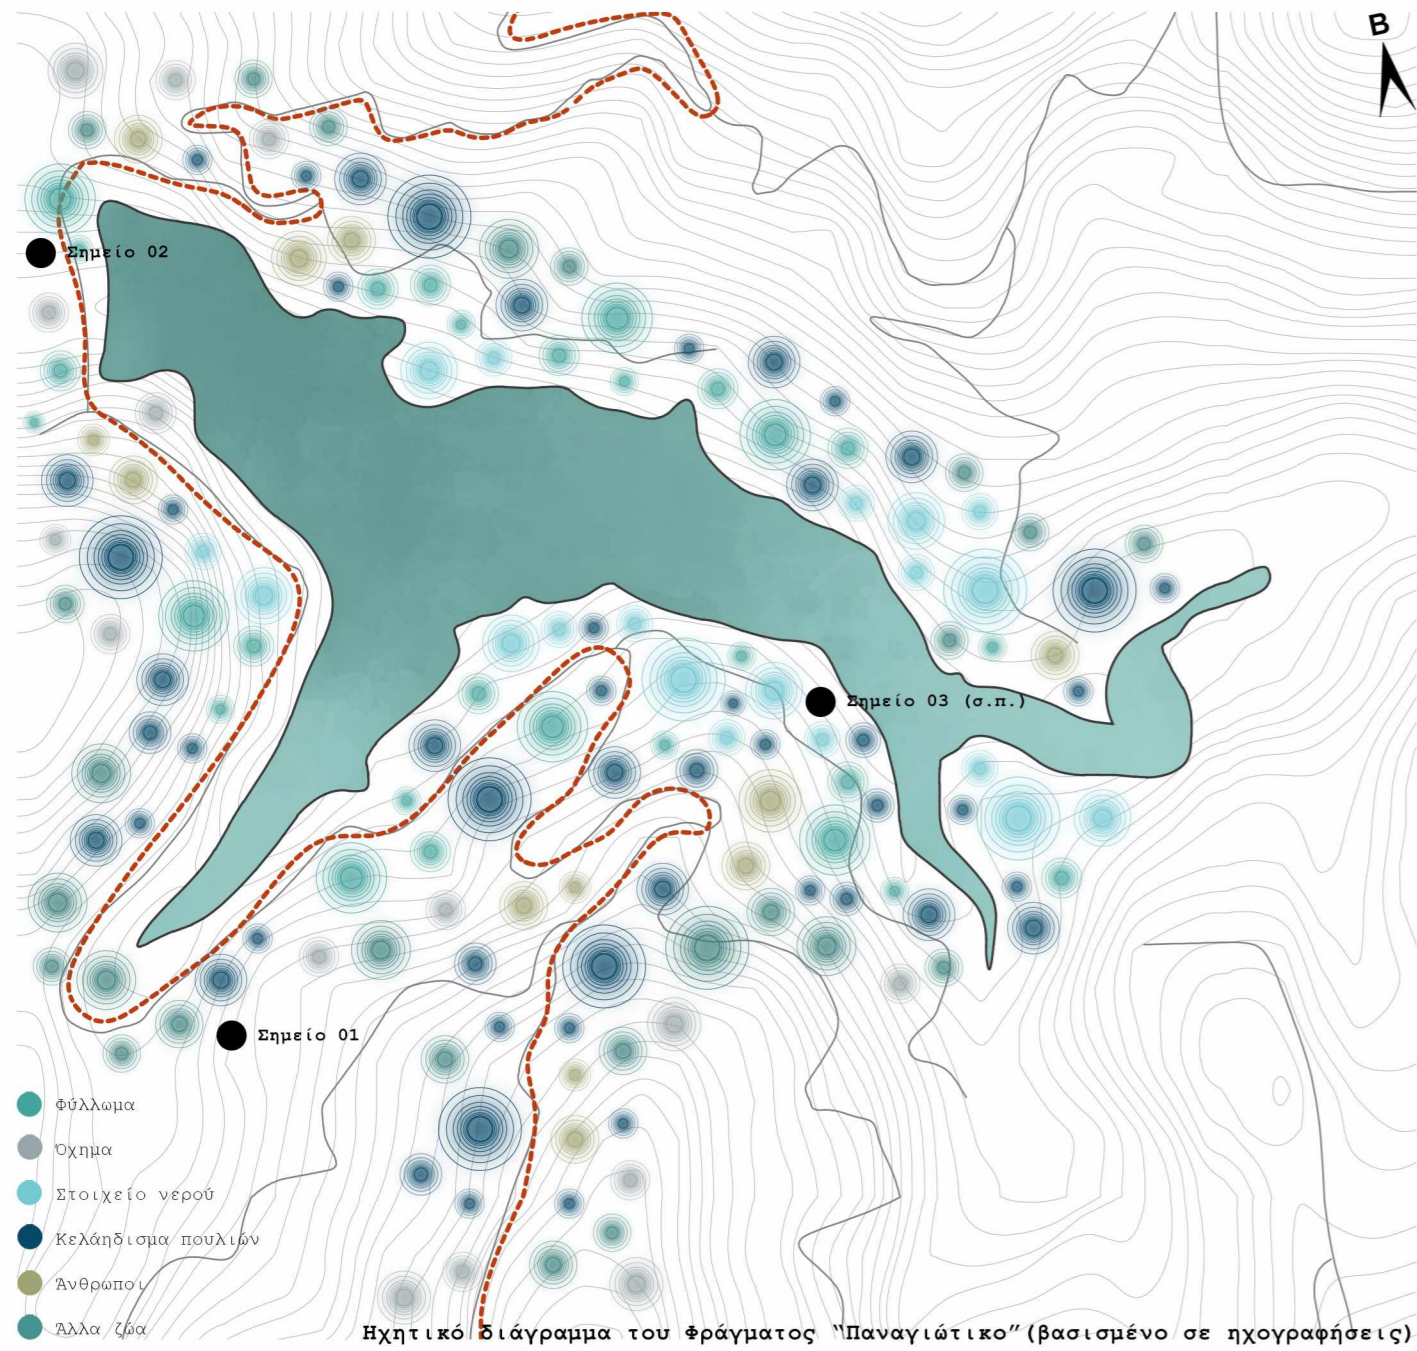 Β
Σημείο 02
Σημείο 03 (σ.π.)
Σημείο 01
Φύλλωμα
Όχημα
Στοιχείο νερού
Κελάηδισμα πουλιών
Άνθρωποι
Άλλα ζώα
Ηχητικό διάγραμμα του Φράγματος "Παναγιώτικο"(βασισμένο σε ηχογραφήσεις)